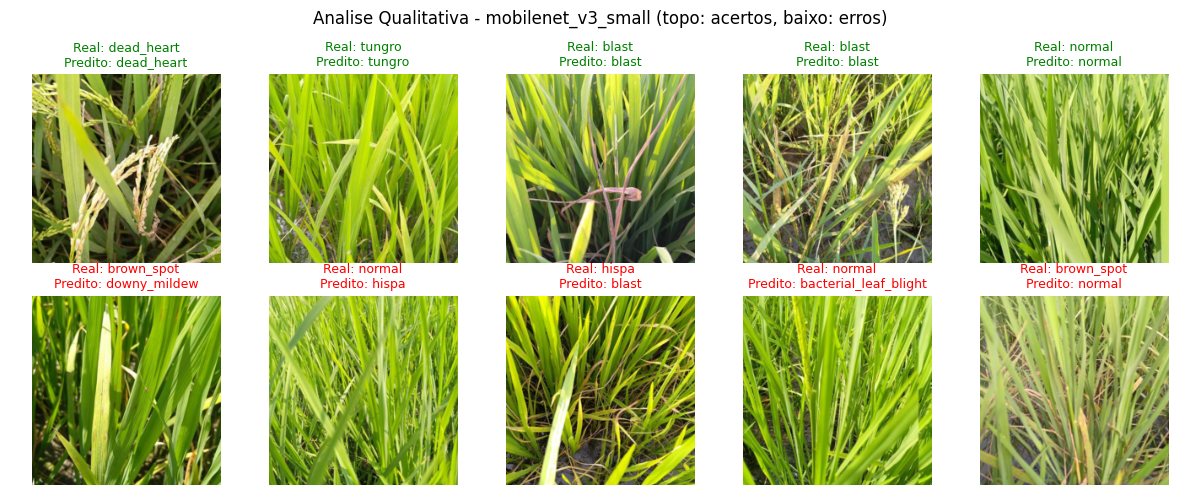 Analise Qualitativa - mobilenet_v3_small (topo: acertos, baixo: erros)
Real: dead_heart
Predito: dead_heart
Real: tungro
Predito: tungro
Real: blast
Predito: blast
Real: blast
Predito: blast
Real: normal
Predito: normal
Real: brown_spot
Predito: downy_mildew
Real: normal
Predito: hispa
Real: hispa
Predito: blast
Real: normal
Predito: bacterial_leaf_blight
Real: brown_spot
Predito: normal